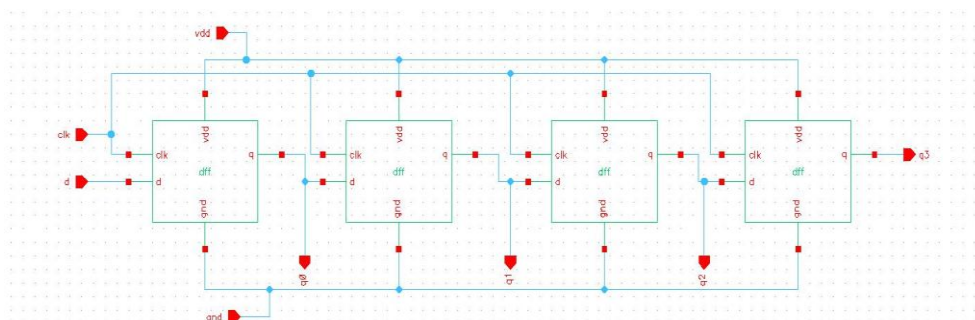 vdd
clk
d
vdd
clk
q
dff
d
gnd
q0
vdd
clk
q
dff
d
gnd
q1
vdd
clk
q
dff
d
gnd
q2
vdd
clk
q
dff
d
gnd
q3
gnd